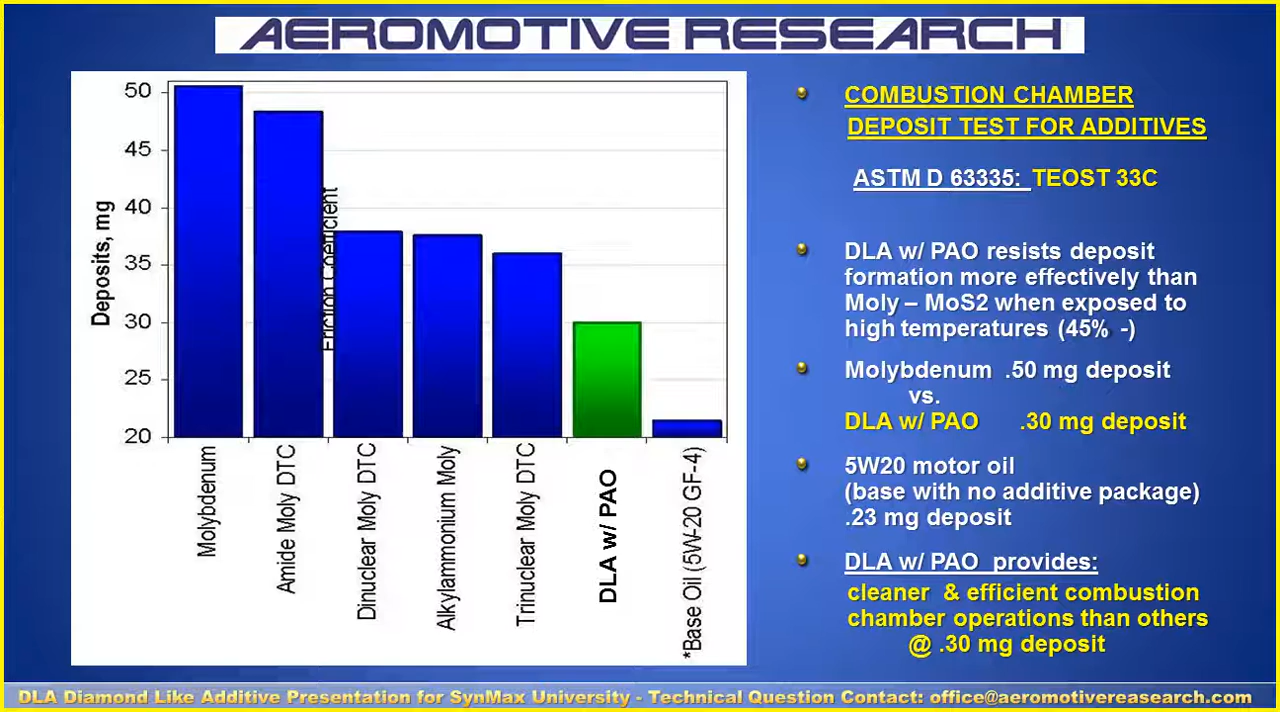 AEROMOTIVE RESEARCH
50
45
40
35
30
25
20
Deposits, mg
Friction Coefficient
Molybdenum
Amide Moly DTC
Dinuclear Moly DTC
Alkylammonium Moly
Trinuclear Moly DTC
DLA w/ PAO
*Base Oil (5W-20 GF-4)
COMBUSTION CHAMBER
DEPOSIT TEST FOR ADDITIVES
ASTM D 63335: TEOST 33C
DLA w/ PAO resists deposit
formation more effectively than
Moly – MoS2 when exposed to
high temperatures (45% -)
Molybdenum .50 mg deposit
vs.
DLA w/ PAO .30 mg deposit
5W20 motor oil
(base with no additive package)
.23 mg deposit
DLA w/ PAO provides:
cleaner & efficient combustion
chamber operations than others
@ .30 mg deposit
DLA Diamond Like Additive Presentation for SynMax University - Technical Question Contact: office@aeromotivereasearch.com